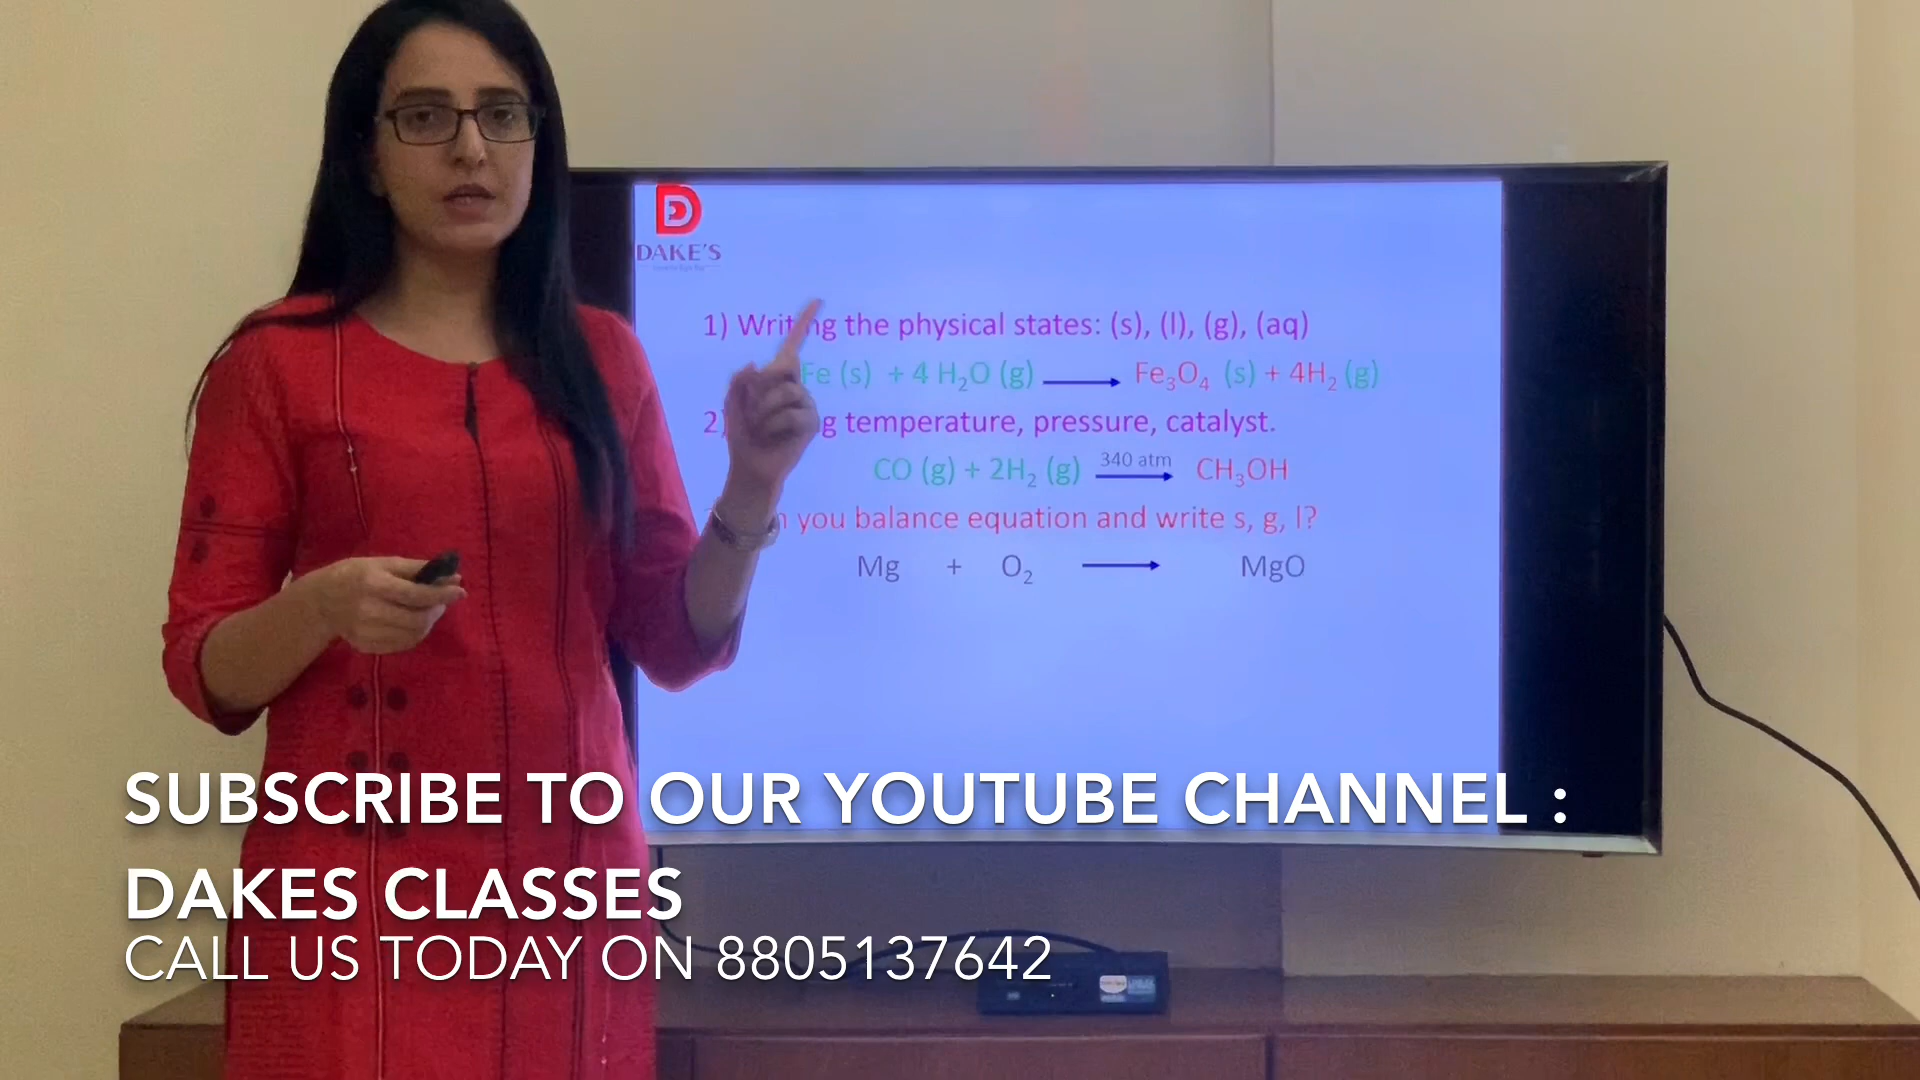 D
DAKE'S
1) Writing the physical states: (s), (l), (g), (aq)
Fe (s) + 4 H₂O (g) ⟶ Fe₃O₄ (s) + 4H₂ (g)
2) g temperature, pressure, catalyst.
340 atm
CO (g) + 2H₂ (g) ⟶ CH₃OH
you balance equation and write s, g, l?
Mg + O₂ ⟶ MgO
SUBSCRIBE TO OUR YOUTUBE CHANNEL :
DAKES CLASSES
CALL US TODAY ON 8805137642